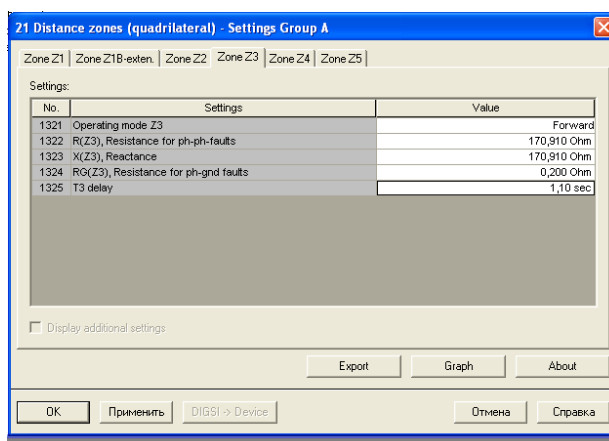 21 Distance zones (quadrilateral) - Settings Group A
Zone Z1 Zone Z1B-exten. Zone Z2 Zone Z3 Zone Z4 Zone Z5
Settings:
No. Settings Value
1321 Operating mode Z3 Forward
1322 R(Z3), Resistance for ph-ph-faults 170,910 Ohm
1323 X(Z3), Reactance 170,910 Ohm
1324 RG(Z3), Resistance for ph-gnd faults 0,200 Ohm
1325 T3 delay 1,10 sec
Display additional settings
Export Graph About
OK Применить DIGSI -> Device Отмена Справка